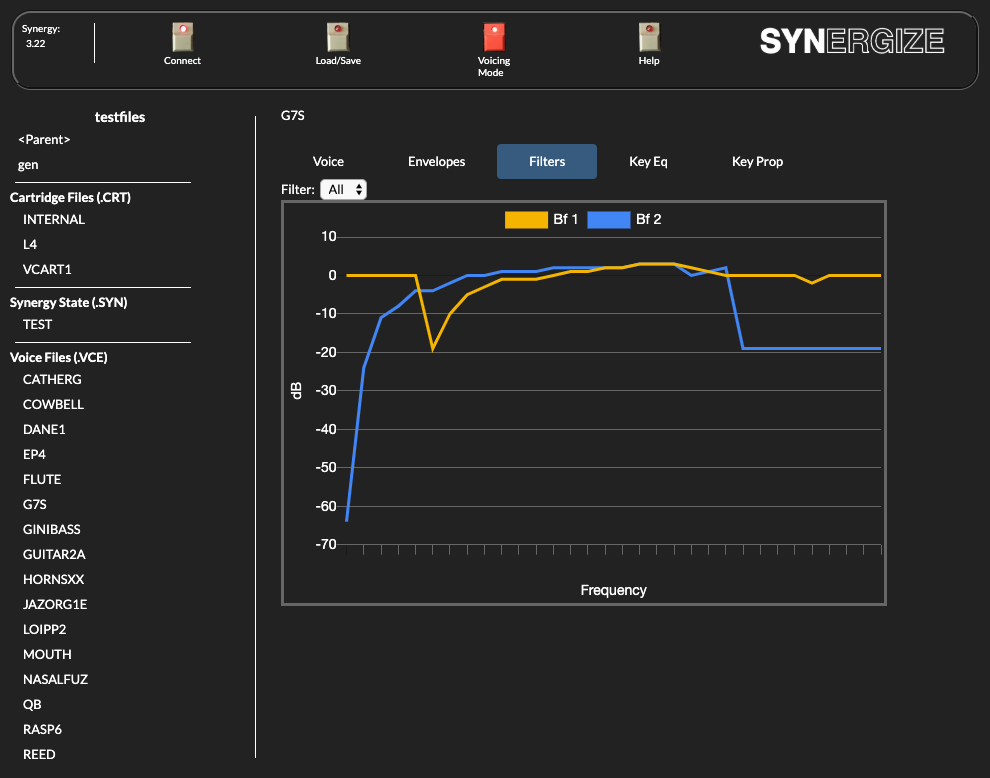 Synergy:
3.22
Connect
Load/Save
Voicing
Mode
Help
SYNERGIZE
testfiles
<Parent>
gen
Cartridge Files (.CRT)
INTERNAL
L4
VCART1
Synergy State (.SYN)
TEST
Voice Files (.VCE)
CATHERG
COWBELL
DANE1
EP4
FLUTE
G7S
GINIBASS
GUITAR2A
HORNSXX
JAZORG1E
LOIPP2
MOUTH
NASALFUZ
QB
RASP6
REED
G7S
Voice Envelopes Filters Key Eq Key Prop
Filter: All
Bf 1 Bf 2
10
0
-10
-20
-30
-40
-50
-60
-70
dB
Frequency